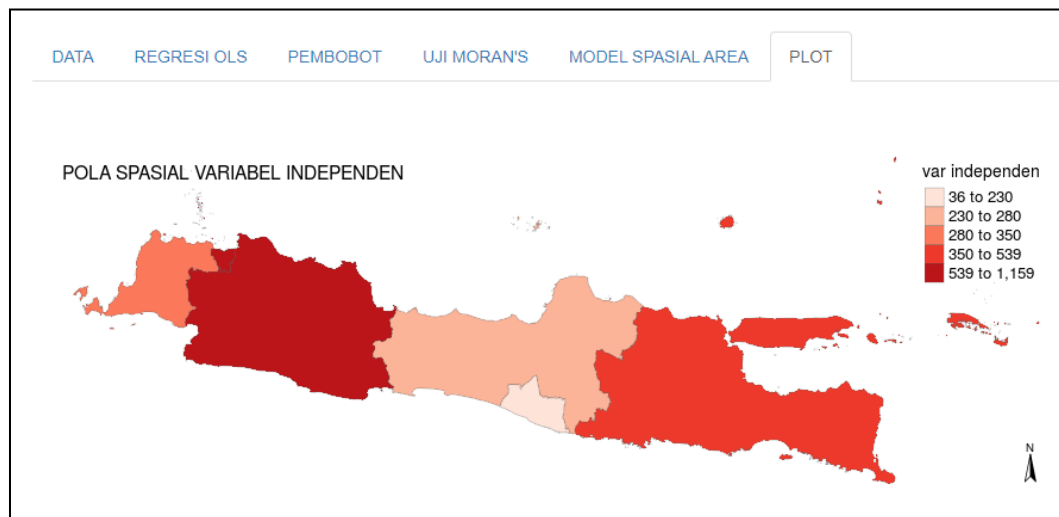 DATA REGRESI OLS PEMBOBOT UJI MORAN'S MODEL SPASIAL AREA PLOT
POLA SPASIAL VARIABEL INDEPENDEN
var independen
36 to 230
230 to 280
280 to 350
350 to 539
539 to 1,159
N